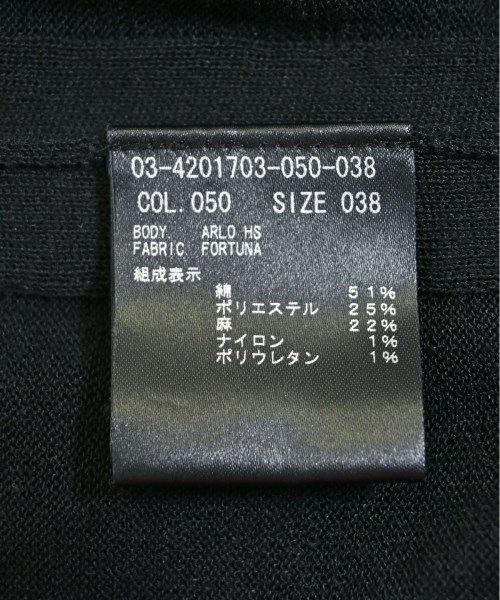 03-4201703-050-038
COL.050 SIZE 038
BODY. ARLO HS
FABRIC. FORTUNA
組成表示
綿 51%
ポリエステル 25%
麻 22%
ナイロン 1%
ポリウレタン 1%